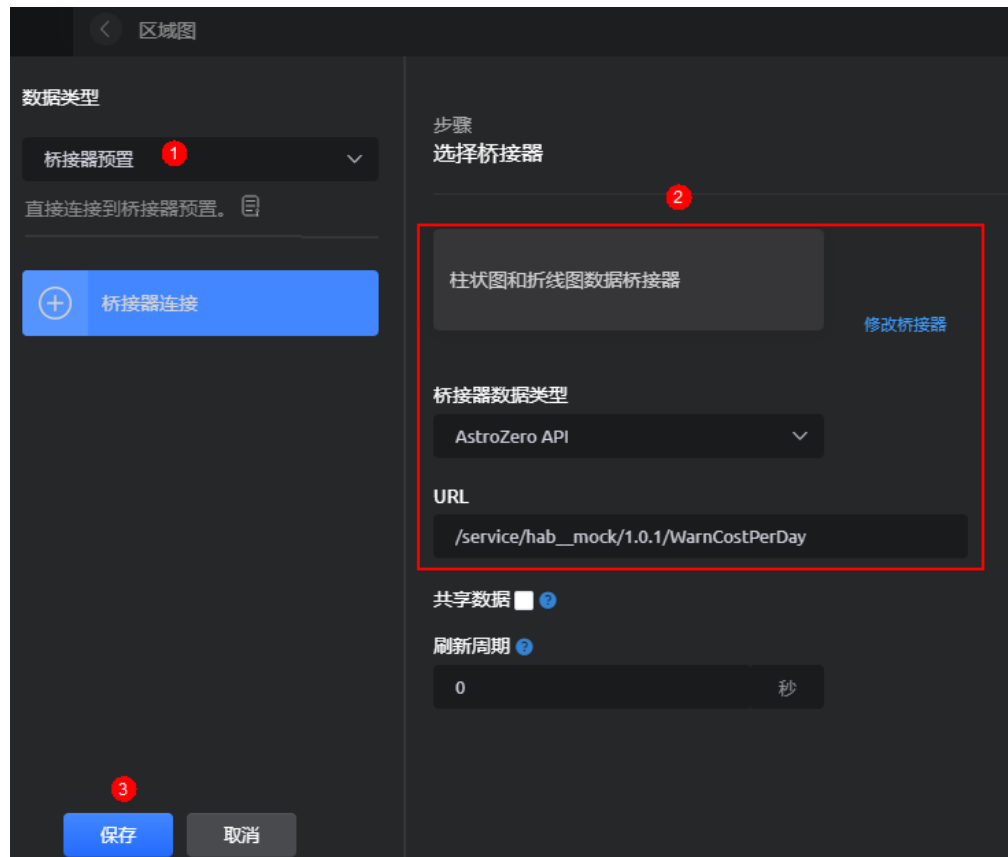 区域图
数据类型
桥接器预置 1
直接连接到桥接器预置。
桥接器连接
步骤
选择桥接器
2
柱状图和折线图数据桥接器
修改桥接器
桥接器数据类型
AstroZero API
URL
/service/hab__mock/1.0.1/WarnCostPerDay
共享数据 ?
刷新周期 ?
0 秒
3
保存 取消